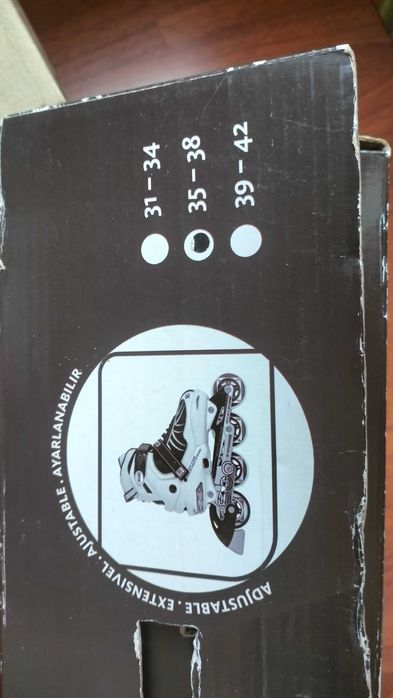 31 – 34
35 – 38
39 – 42
ADJUSTABLE . EXTENSIVEL . AJUSTABLE . AYARLANABILIR